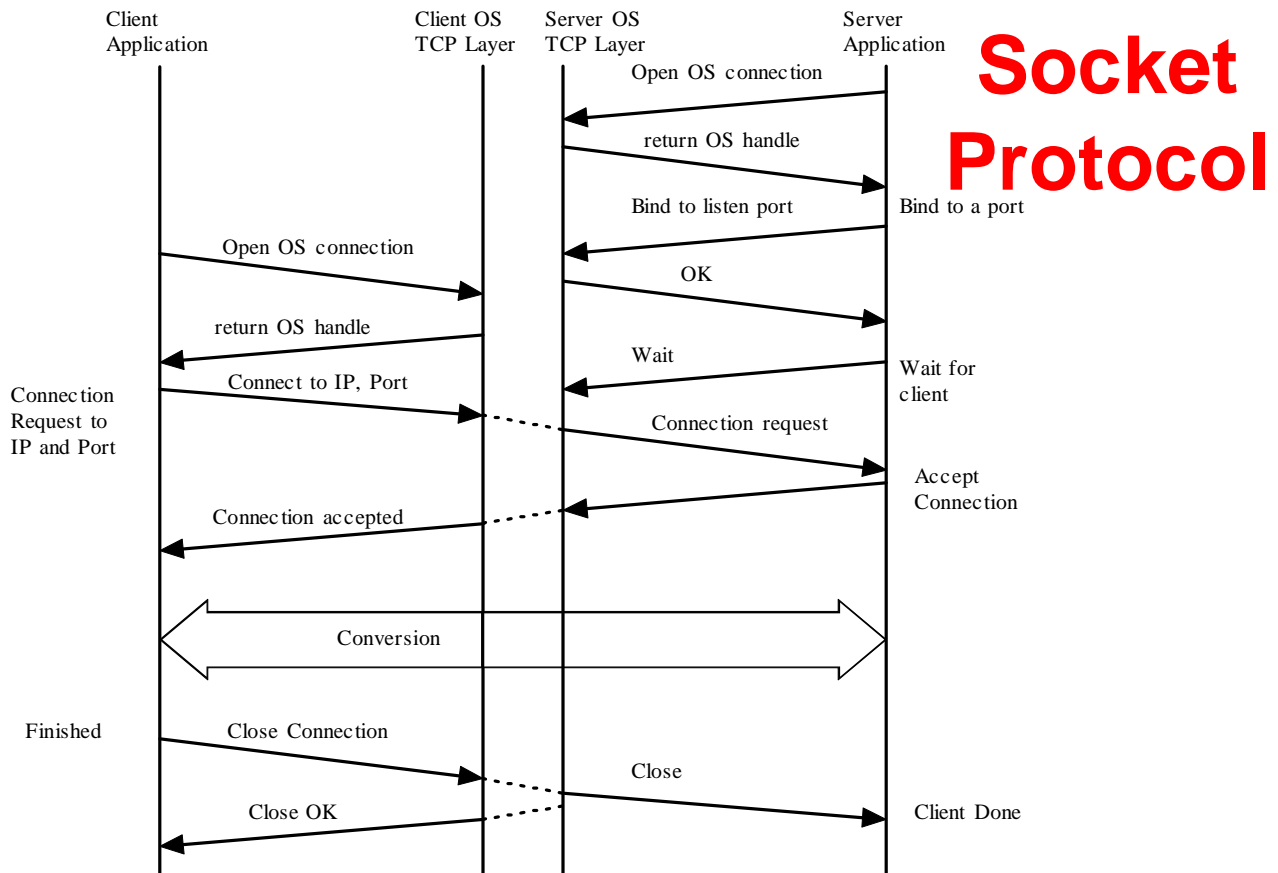 Client
Application
Client OS
TCP Layer
Server OS
TCP Layer
Server
Application
Socket
Protocol
Open OS connection
return OS handle
Bind to listen port
Bind to a port
Open OS connection
OK
return OS handle
Wait
Wait for
client
Connect to IP, Port
Connection
Request to
IP and Port
Connection request
Accept
Connection
Connection accepted
Conversion
Finished
Close Connection
Close
Close OK
Client Done